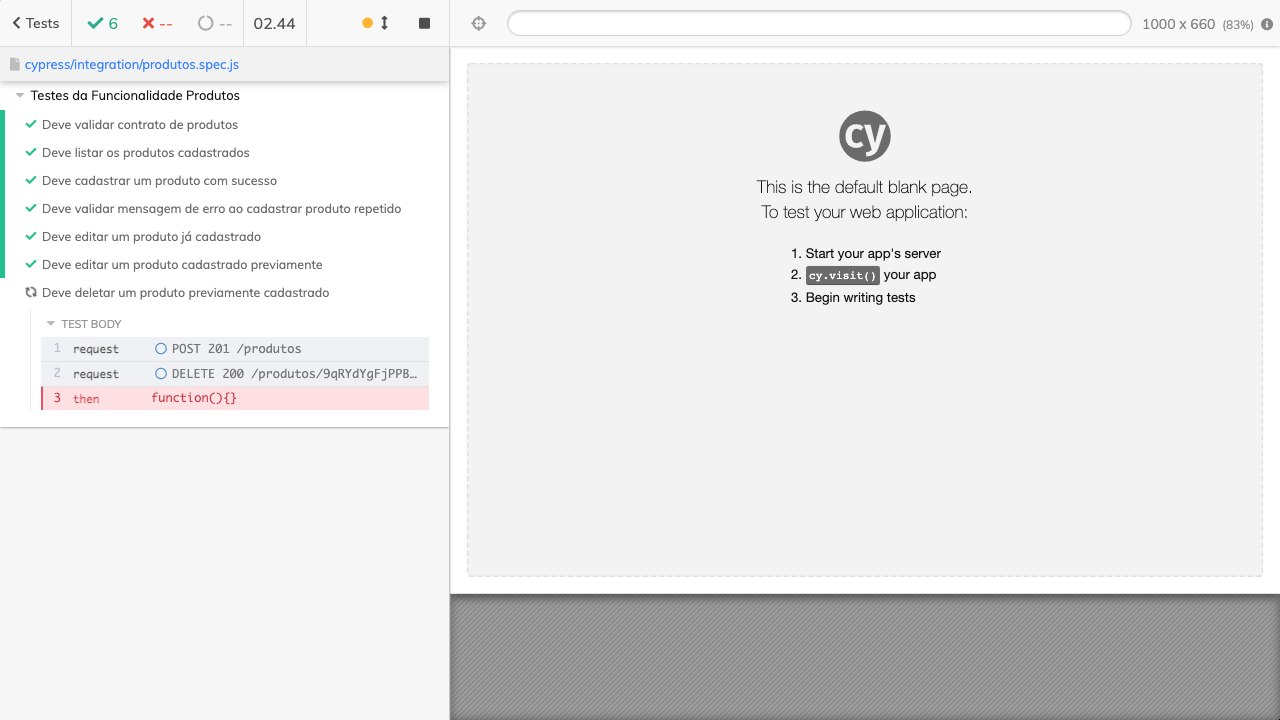 Tests 6 -- -- 02.44
1000 x 660 (83%)
cypress/integration/produtos.spec.js
Testes da Funcionalidade Produtos
Deve validar contrato de produtos
Deve listar os produtos cadastrados
Deve cadastrar um produto com sucesso
Deve validar mensagem de erro ao cadastrar produto repetido
Deve editar um produto já cadastrado
Deve editar um produto cadastrado previamente
Deve deletar um produto previamente cadastrado
TEST BODY
1 request POST 201 /produtos
2 request DELETE 200 /produtos/9qRYdYgFjPPB…
3 then function(){}
cy
This is the default blank page.
To test your web application:
1. Start your app's server
2. cy.visit() your app
3. Begin writing tests